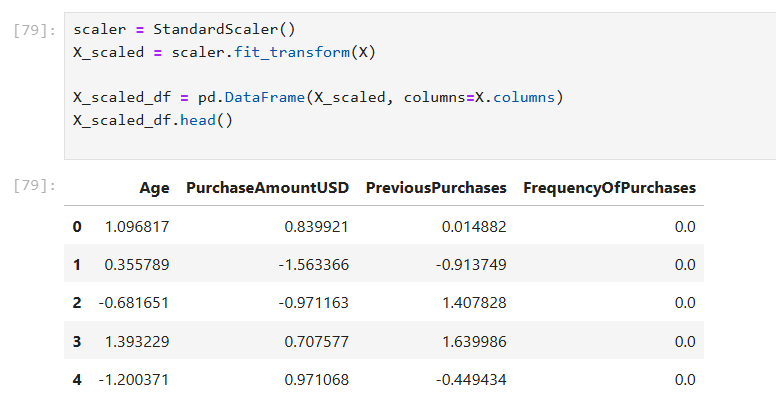 [79]: scaler = StandardScaler()
X_scaled = scaler.fit_transform(X)
X_scaled_df = pd.DataFrame(X_scaled, columns=X.columns)
X_scaled_df.head()
[79]: Age PurchaseAmountUSD PreviousPurchases FrequencyOfPurchases
0 1.096817 0.839921 0.014882 0.0
1 0.355789 -1.563366 -0.913749 0.0
2 -0.681651 -0.971163 1.407828 0.0
3 1.393229 0.707577 1.639986 0.0
4 -1.200371 0.971068 -0.449434 0.0